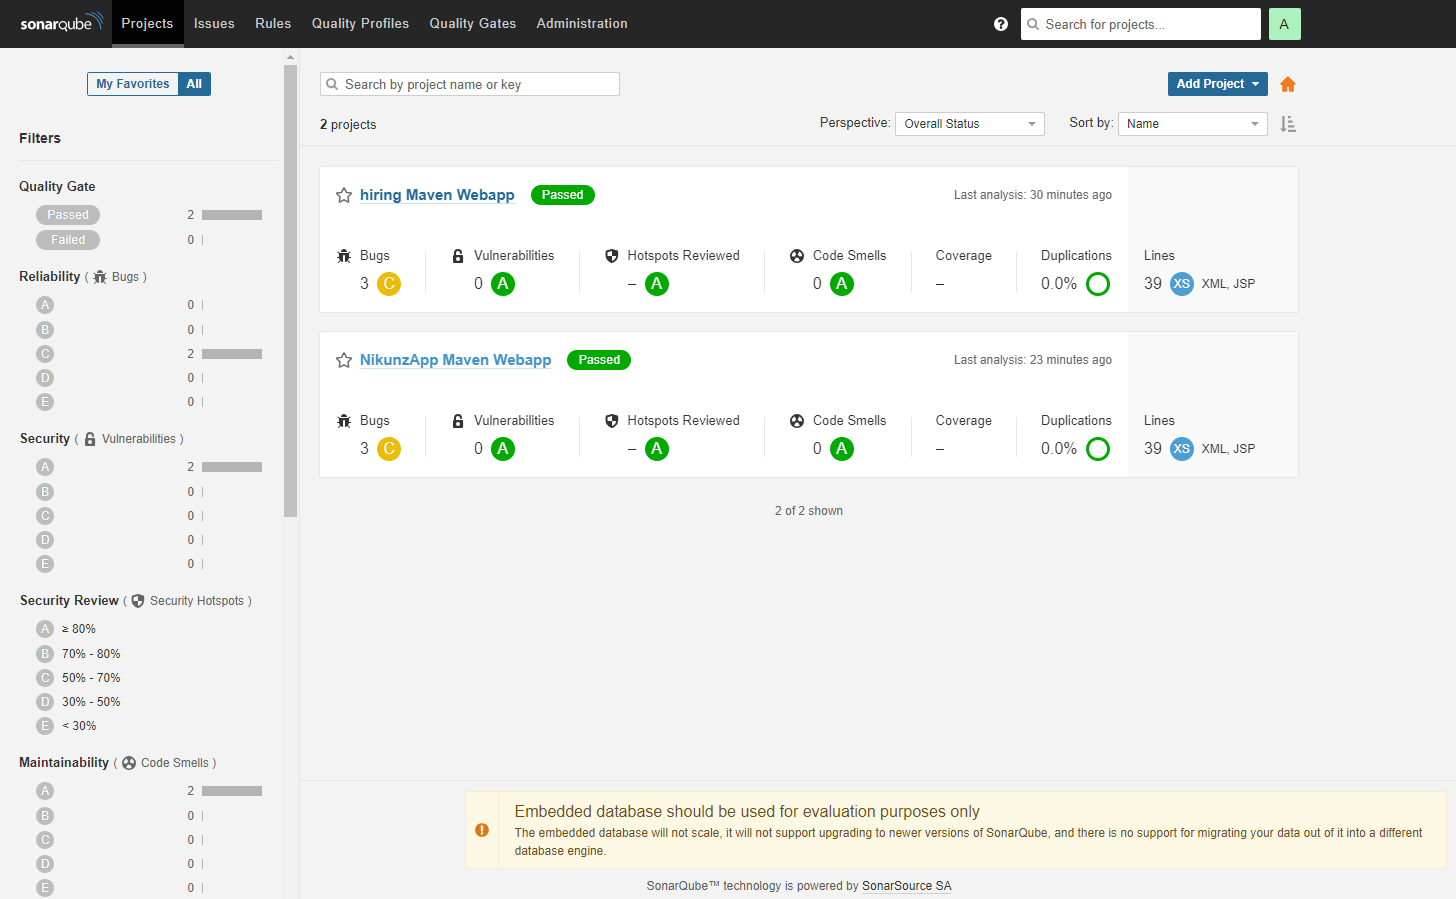 sonarqube Projects Issues Rules Quality Profiles Quality Gates Administration ? Search for projects... A
My Favorites All
Filters
Quality Gate
Passed 2
Failed 0
Reliability ( Bugs )
A 0
B 0
C 2
D 0
E 0
Security ( Vulnerabilities )
A 2
B 0
C 0
D 0
E 0
Security Review ( Security Hotspots )
A ≥ 80%
B 70% - 80%
C 50% - 70%
D 30% - 50%
E < 30%
Maintainability ( Code Smells )
A 2
B 0
C 0
D 0
E 0
Search by project name or key Add Project
2 projects Perspective: Overall Status Sort by: Name
hiring Maven Webapp Passed Last analysis: 30 minutes ago
Bugs Vulnerabilities Hotspots Reviewed Code Smells Coverage Duplications Lines
3 C 0 A – A 0 A – 0.0% 39 XS XML, JSP
NikunzApp Maven Webapp Passed Last analysis: 23 minutes ago
Bugs Vulnerabilities Hotspots Reviewed Code Smells Coverage Duplications Lines
3 C 0 A – A 0 A – 0.0% 39 XS XML, JSP
2 of 2 shown
Embedded database should be used for evaluation purposes only
The embedded database will not scale, it will not support upgrading to newer versions of SonarQube, and there is no support for migrating your data out of it into a different
database engine.
SonarQube™ technology is powered by SonarSource SA